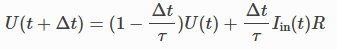 U(t + Δt) = (1 − Δt/τ)U(t) + Δt/τ I_in(t)R